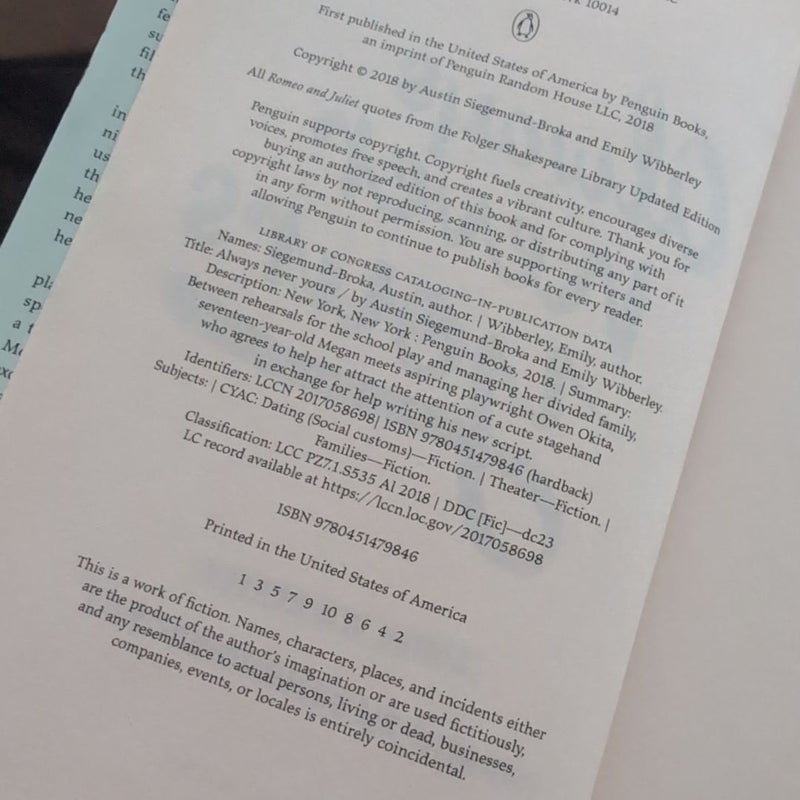 10014
First published in the United States of America by Penguin Books,
an imprint of Penguin Random House LLC, 2018
Copyright © 2018 by Austin Siegemund-Broka and Emily Wibberley
All Romeo and Juliet quotes from the Folger Shakespeare Library Updated Edition
Penguin supports copyright. Copyright fuels creativity, encourages diverse
voices, promotes free speech, and creates a vibrant culture. Thank you for
buying an authorized edition of this book and for complying with
copyright laws by not reproducing, scanning, or distributing any part of it
in any form without permission. You are supporting writers and
allowing Penguin to continue to publish books for every reader.
LIBRARY OF CONGRESS CATALOGING-IN-PUBLICATION DATA
Names: Siegemund-Broka, Austin, author. | Wibberley, Emily, author.
Title: Always never yours / by Austin Siegemund-Broka and Emily Wibberley.
Description: New York, New York : Penguin Books, 2018. | Summary:
Between rehearsals for the school play and managing her divided family,
seventeen-year-old Megan meets aspiring playwright Owen Okita,
who agrees to help her attract the attention of a cute stagehand
in exchange for help writing his new script.
Identifiers: LCCN 2017058698| ISBN 9780451479846 (hardback)
Subjects: | CYAC: Dating (Social customs)—Fiction. | Theater—Fiction. |
Families—Fiction.
Classification: LCC PZ7.1.S535 Al 2018 | DDC [Fic]—dc23
LC record available at https://lccn.loc.gov/2017058698
ISBN 9780451479846
Printed in the United States of America
1 3 5 7 9 10 8 6 4 2
This is a work of fiction. Names, characters, places, and incidents either
are the product of the author's imagination or are used fictitiously,
and any resemblance to actual persons, living or dead, businesses,
companies, events, or locales is entirely coincidental.